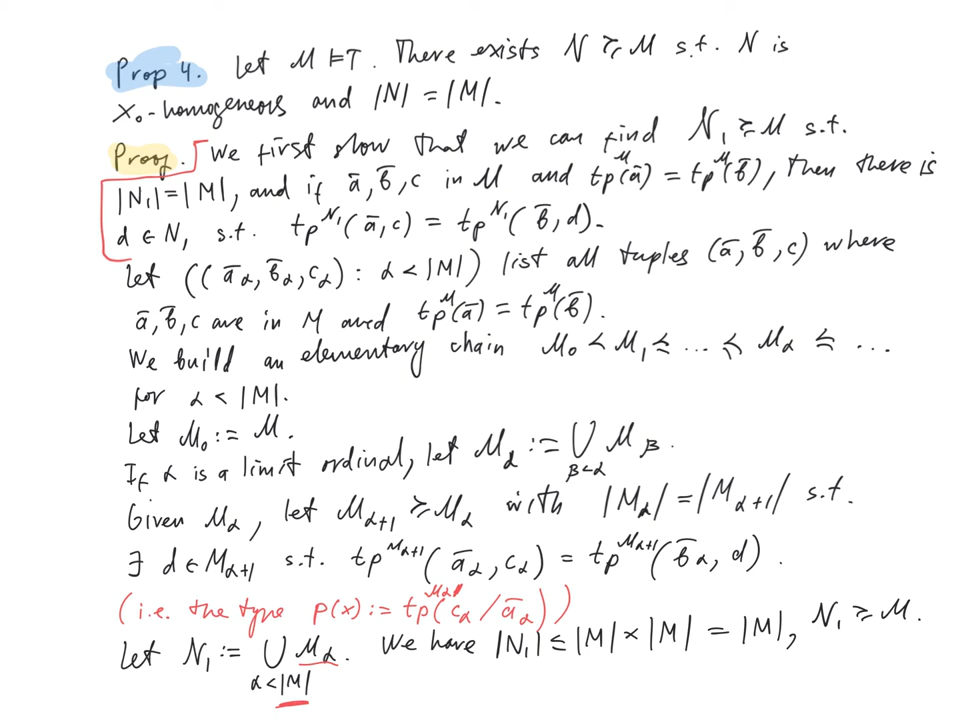 Prop 4. Let M ⊨ T. There exists N ≽ M s.t. N is
ℵ₀-homogeneous and |N| = |M|.
Proof. We first show that we can find N₁ ≽ M s.t.
|N₁| = |M|, and if ā, b̄, c in M and tp^M(ā) = tp^M(b̄), then there is
d ∈ N₁ s.t. tp^N₁(ā, c) = tp^N₁(b̄, d).
Let ((ā_α, b̄_α, c_α) : α < |M|) list all tuples (ā, b̄, c) where
ā, b̄, c are in M and tp^M(ā) = tp^M(b̄).
We build an elementary chain M₀ ≼ M₁ ≼ ... ≼ M_α ≼ ...
for α < |M|.
Let M₀ := M.
If α is a limit ordinal, let M_α := ⋃_{β<α} M_β.
Given M_α, let M_{α+1} ≽ M_α with |M_α| = |M_{α+1}| s.t.
∃ d ∈ M_{α+1} s.t. tp^{M_{α+1}}(ā_α, c_α) = tp^{M_{α+1}}(b̄_α, d).
(i.e. the type p(x) := tp^{M_α}(c_α / ā_α))
Let N₁ := ⋃_{α<|M|} M_α. We have |N₁| ≤ |M| × |M| = |M|, N₁ ≽ M.